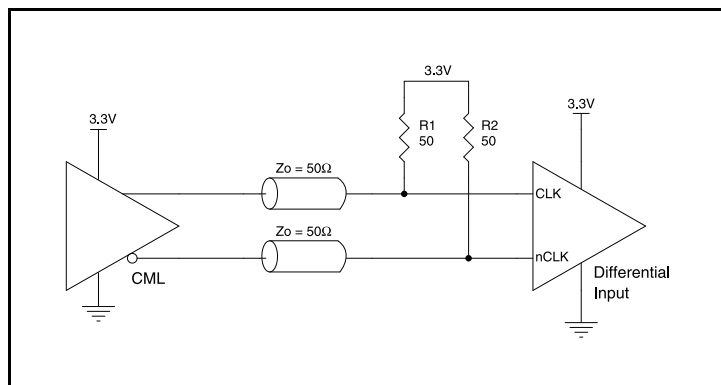 3.3V
3.3V
3.3V
R1
50
R2
50
Zo = 50Ω
CLK
Zo = 50Ω
nCLK
CML
Differential
Input